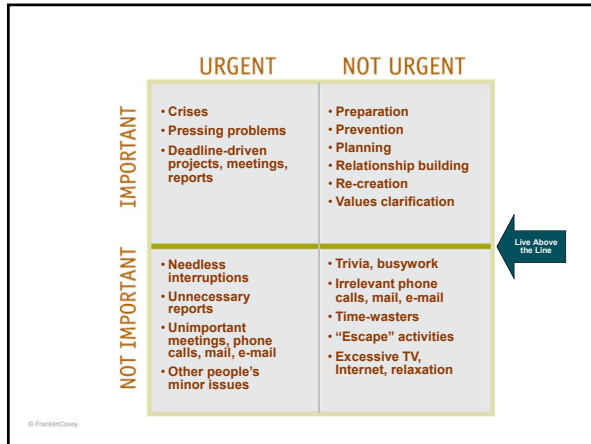 URGENT
NOT URGENT
IMPORTANT
• Crises
• Pressing problems
• Deadline-driven
projects, meetings,
reports
• Preparation
• Prevention
• Planning
• Relationship building
• Re-creation
• Values clarification
Live Above
the Line
NOT IMPORTANT
• Needless
interruptions
• Unnecessary
reports
• Unimportant
meetings, phone
calls, mail, e-mail
• Other people's
minor issues
• Trivia, busywork
• Irrelevant phone
calls, mail, e-mail
• Time-wasters
• “Escape” activities
• Excessive TV,
Internet, relaxation
© FranklinCovey.